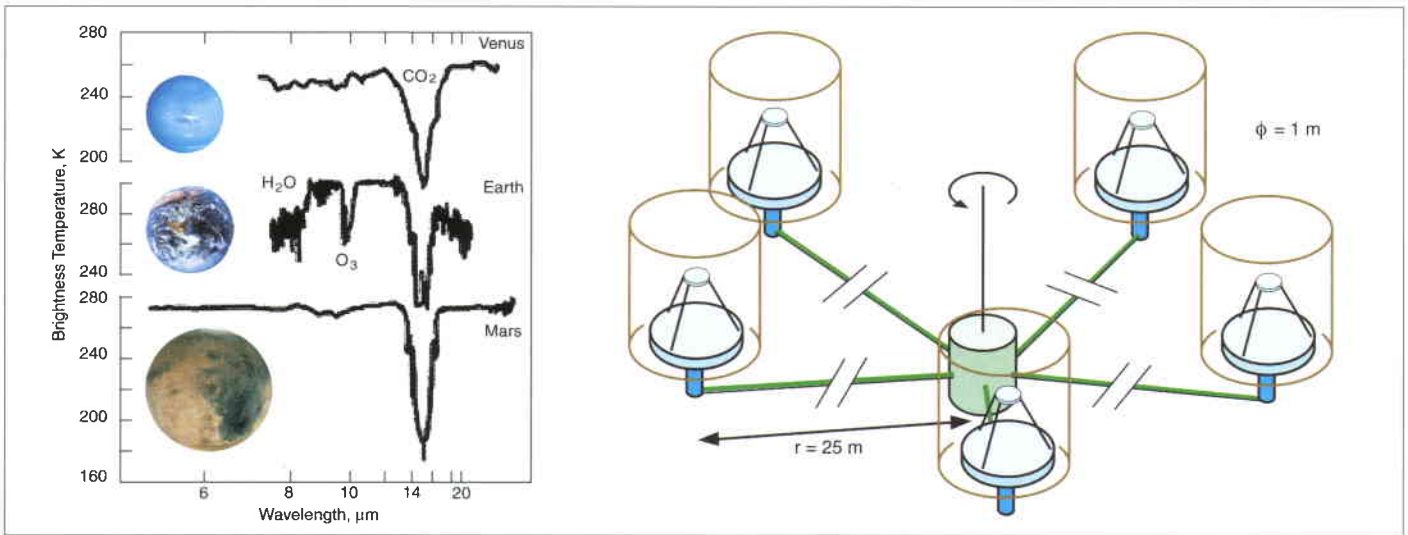 280
240
200
280
240
280
240
200
160
Brightness Temperature, K
Venus
CO2
H2O
Earth
O3
Mars
6
8
10
14
20
Wavelength, µm
ϕ = 1 m
r = 25 m